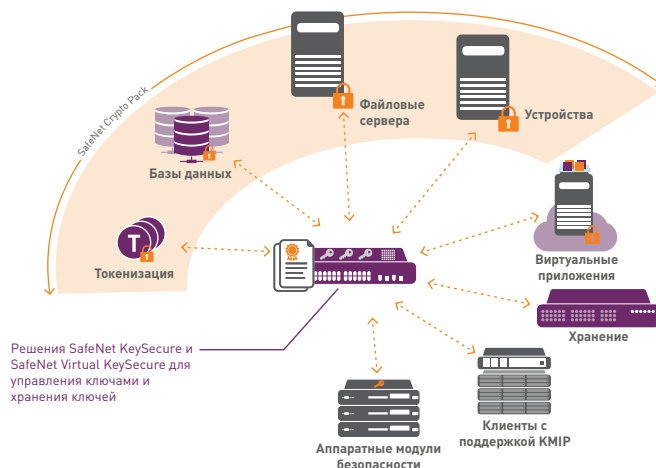 SafeNet Crypto Pack
Файловые
сервера
Устройства
Базы данных
T
Токенизация
Виртуальные
приложения
Хранение
Решения SafeNet KeySecure и
SafeNet Virtual KeySecure для
управления ключами и
хранения ключей
Клиенты с
поддержкой KMIP
Аппаратные модули
безопасности